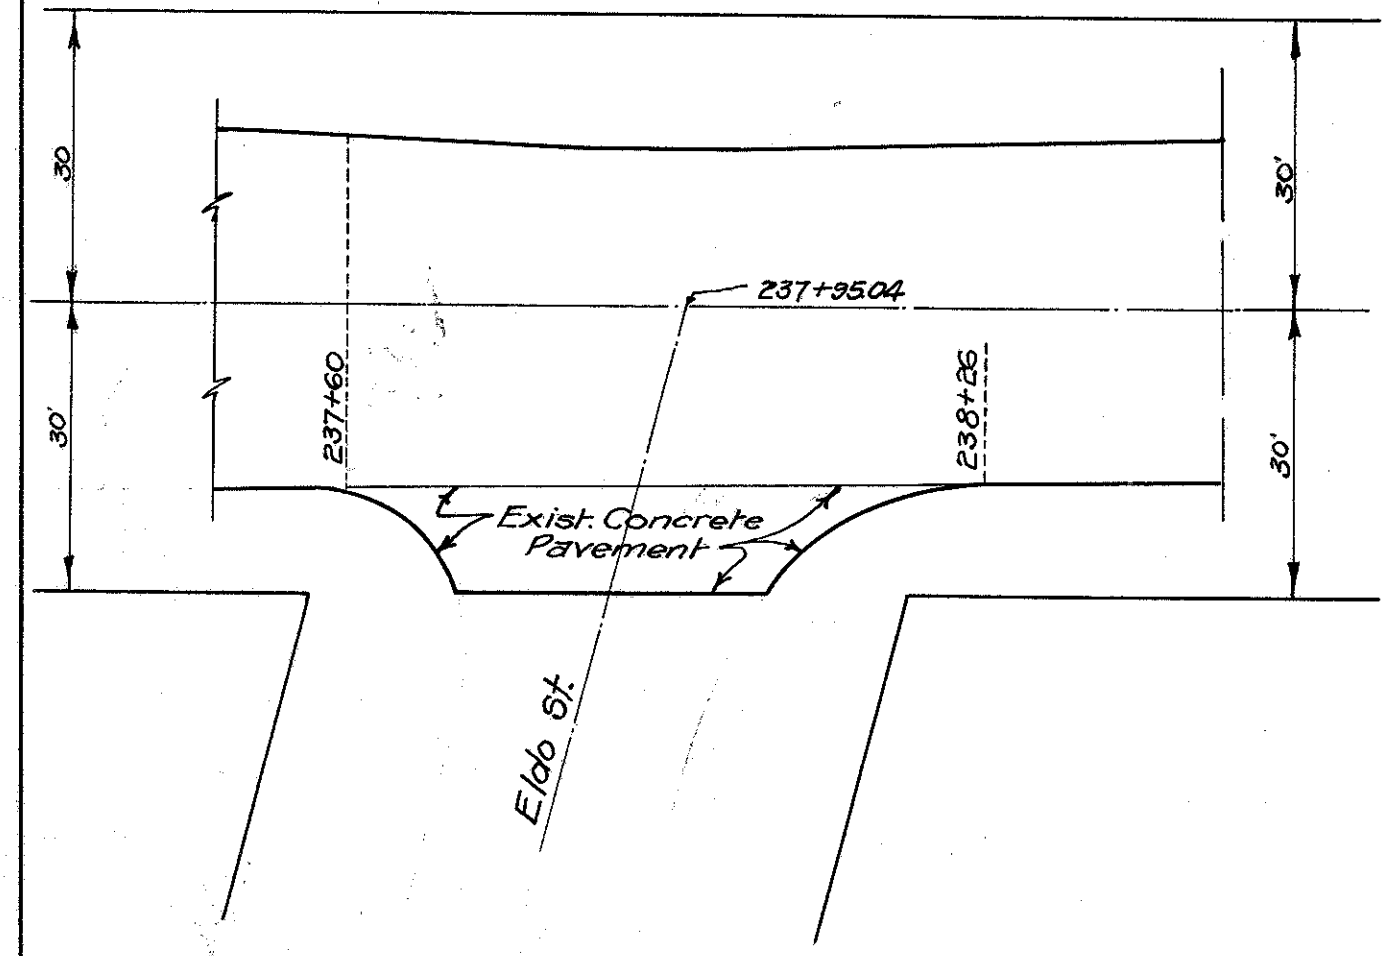 30
30'
237+95.04
237+60
238+26
30'
30'
Exist. Concrete
Pavement
Eldo St.